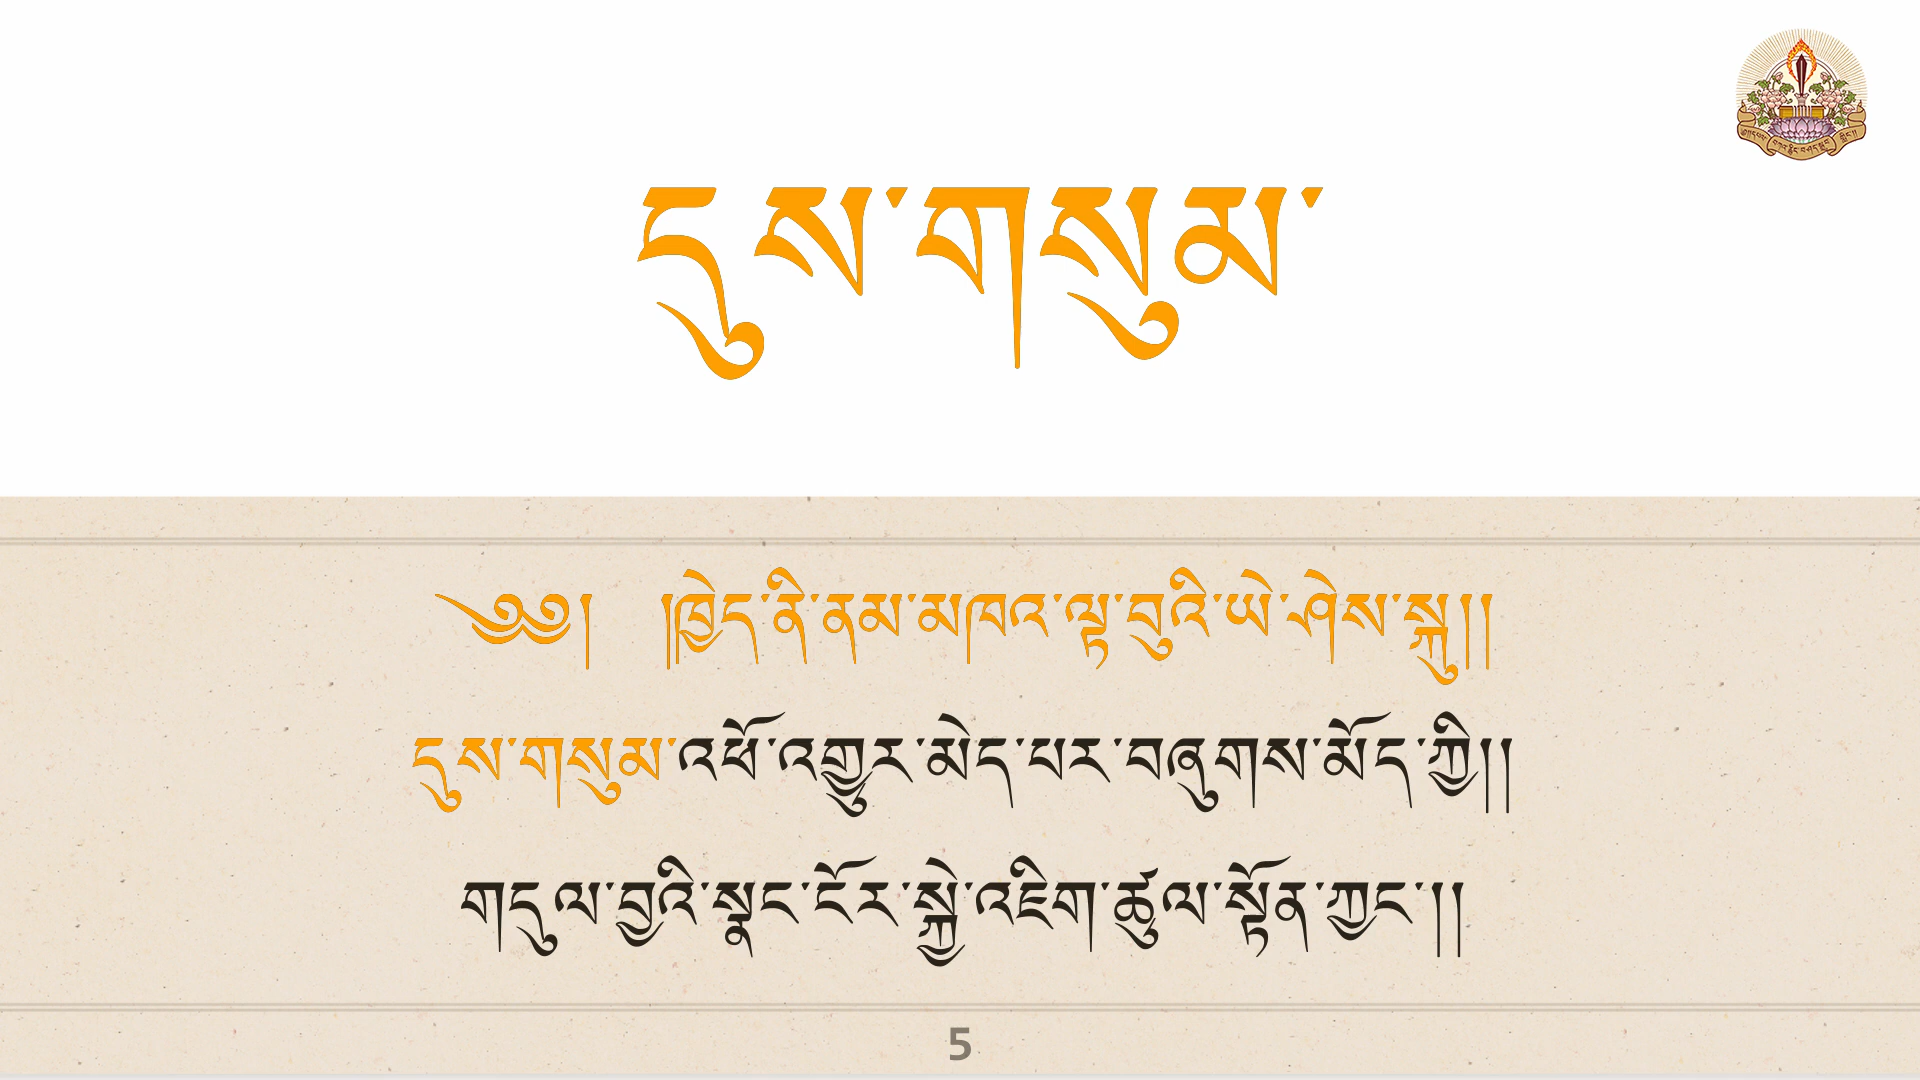 དུས་གསུམ་
༄༅། །ཁྱེད་ནི་ནམ་མཁའ་ལྟ་བུའི་ཡེ་ཤེས་སྐུ།།
དུས་གསུམ་འཕོ་འགྱུར་མེད་པར་བཞུགས་མོད་ཀྱི།།
གདུལ་བྱའི་སྣང་ངོར་སྐྱེ་འཇིག་ཚུལ་སྟོན་ཀྱང་།།
5